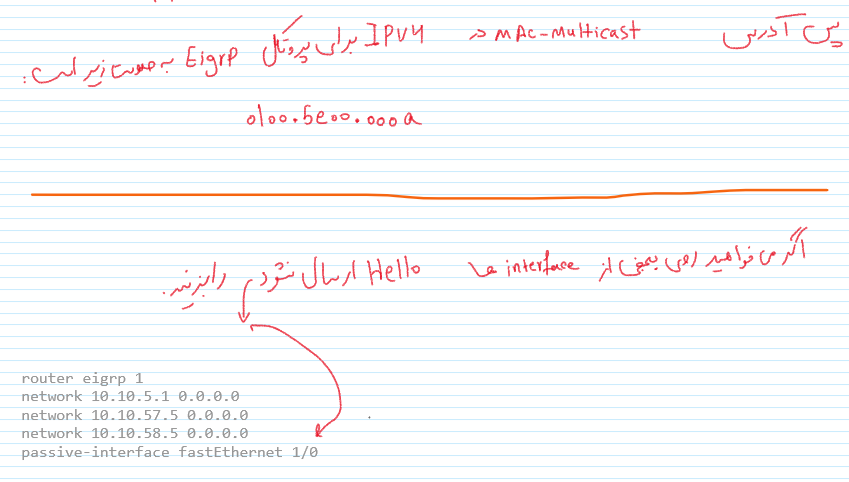 پس آدرس MAC-Multicast در IPV4 برای پروتکل Eigrp به صورت زیر است:
0100.5e00.000a
اگر می خواهید روی بعضی از interface ها Hello ارسال نشود را بزنید.
router eigrp 1
network 10.10.5.1 0.0.0.0
network 10.10.57.5 0.0.0.0
network 10.10.58.5 0.0.0.0
passive-interface fastEthernet 1/0